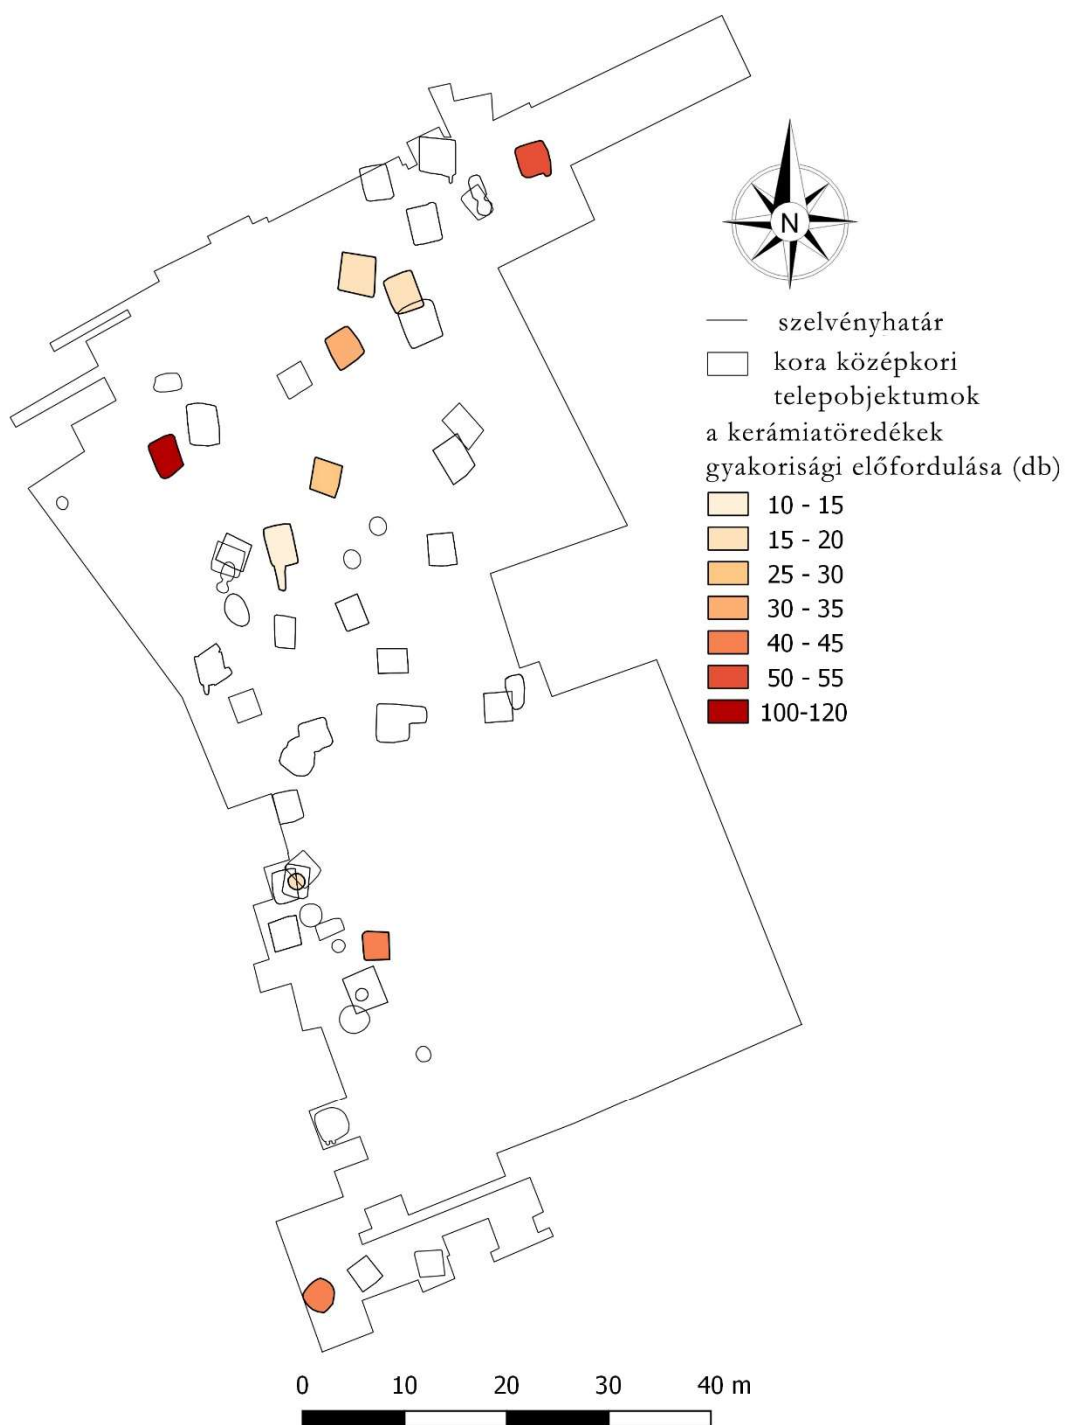 N
szelvényhatár
kora középkori
telepobjektumok
a kerámiatöredékek
gyakorisági előfordulása (db)
10 - 15
15 - 20
25 - 30
30 - 35
40 - 45
50 - 55
100-120
0 10 20 30 40 m